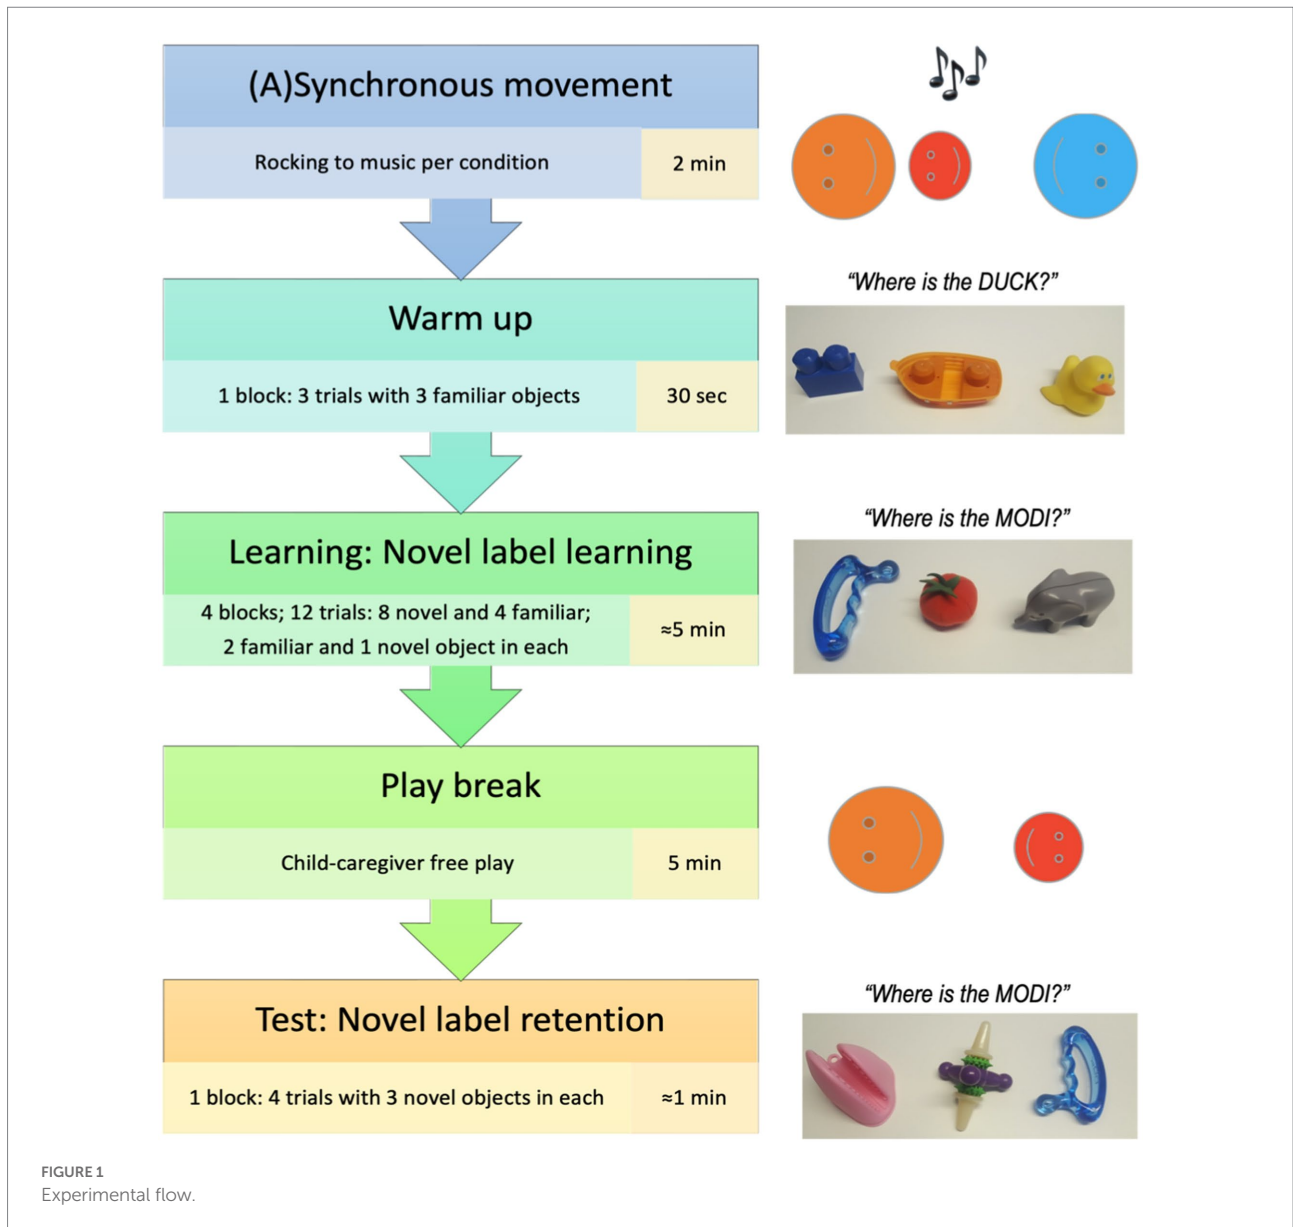 (A)Synchronous movement
Rocking to music per condition
2 min
Warm up
1 block: 3 trials with 3 familiar objects
30 sec
“Where is the DUCK?”
Learning: Novel label learning
4 blocks; 12 trials: 8 novel and 4 familiar;
2 familiar and 1 novel object in each
≈5 min
“Where is the MODI?”
Play break
Child-caregiver free play
5 min
Test: Novel label retention
1 block: 4 trials with 3 novel objects in each
≈1 min
“Where is the MODI?”
FIGURE 1
Experimental flow.